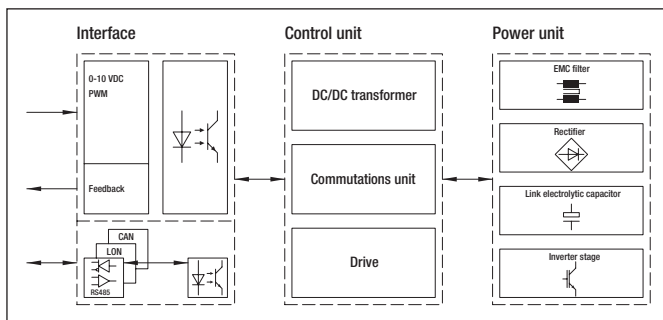 Interface
Control unit
Power unit
0-10 VDC
PWM
Feedback
CAN
LON
RS485
DC/DC transformer
Commutations unit
Drive
EMC filter
Rectifier
Link electrolytic capacitor
Inverter stage